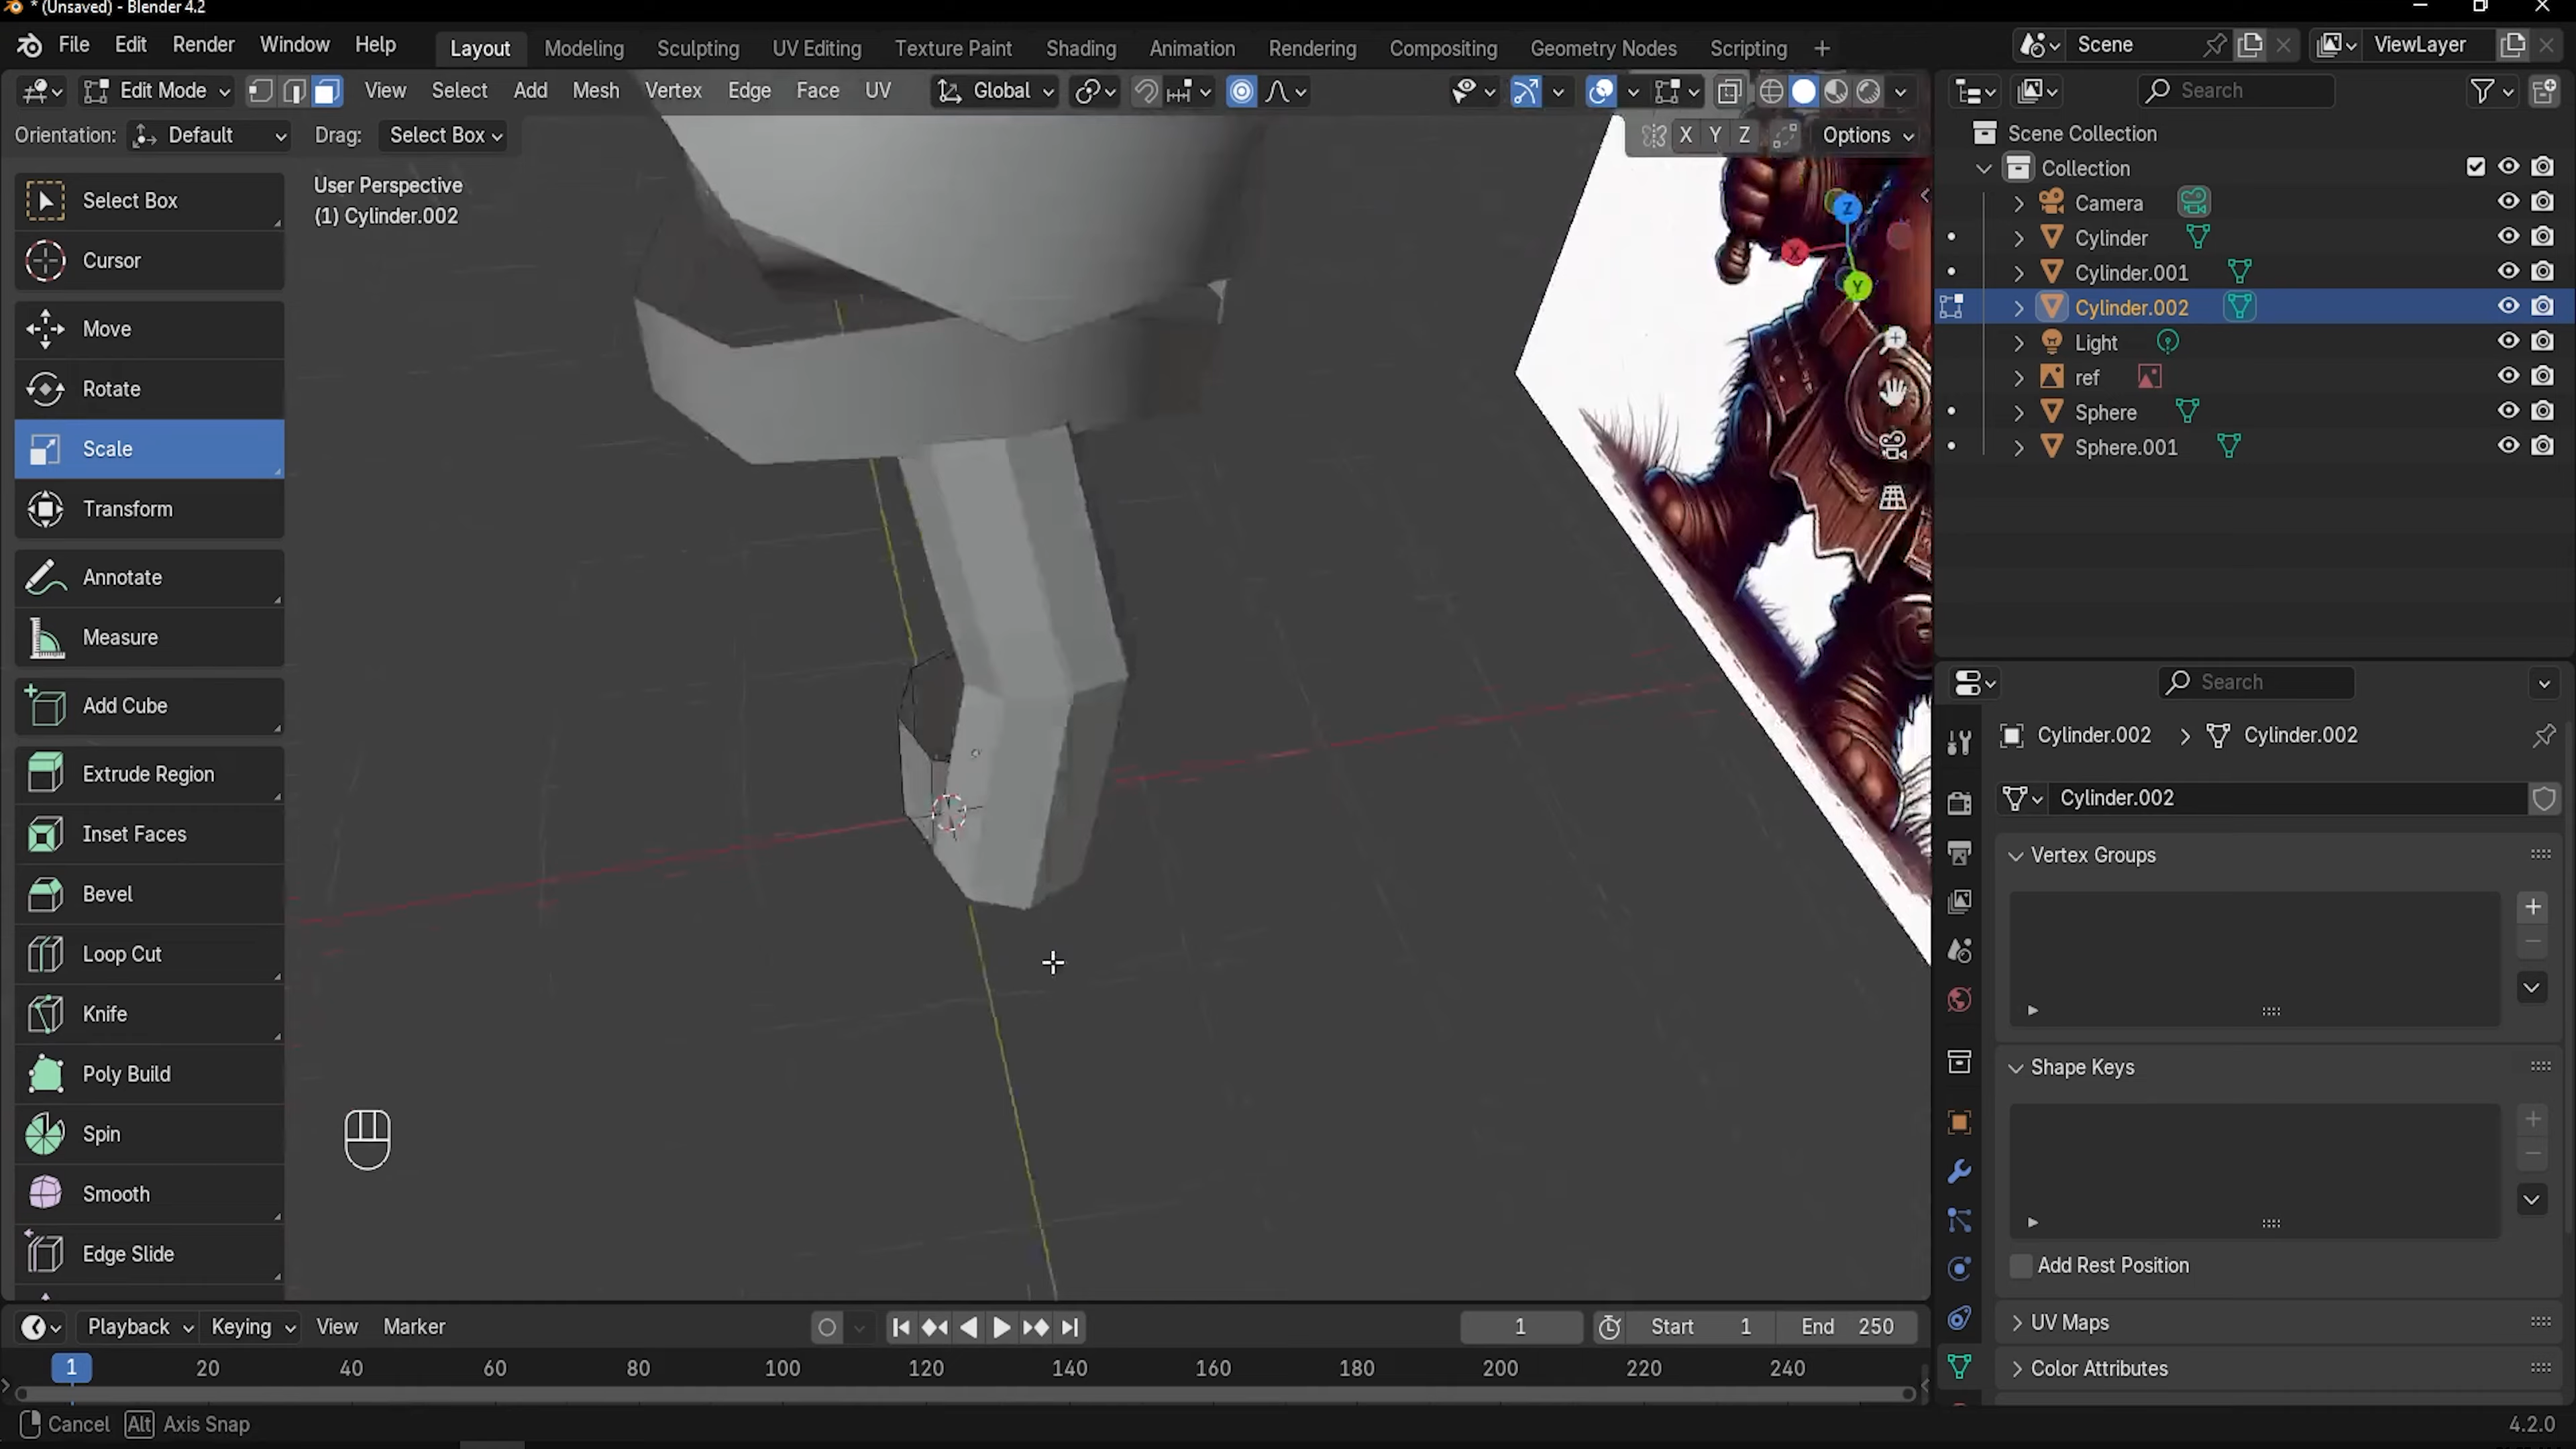 * (Unsaved) - Blender 4.2
File Edit Render Window Help Layout Modeling Sculpting UV Editing Texture Paint Shading Animation Rendering Compositing Geometry Nodes Scripting + Scene ViewLayer
Edit Mode View Select Add Mesh Vertex Edge Face UV Global Search
Orientation: Default Drag: Select Box X Y Z Options
User Perspective
(1) Cylinder.002
Select Box
Cursor
Move
Rotate
Scale
Transform
Annotate
Measure
Add Cube
Extrude Region
Inset Faces
Bevel
Loop Cut
Knife
Poly Build
Spin
Smooth
Edge Slide
Z
X
Y
Scene Collection
Collection
Camera
Cylinder
Cylinder.001
Cylinder.002
Light
ref
Sphere
Sphere.001
Search
Cylinder.002 > Cylinder.002
Cylinder.002
Vertex Groups
Shape Keys
Add Rest Position
UV Maps
Color Attributes
Playback Keying View Marker 1 Start 1 End 250
1 20 40 60 80 100 120 140 160 180 200 220 240
Cancel Alt Axis Snap 4.2.0